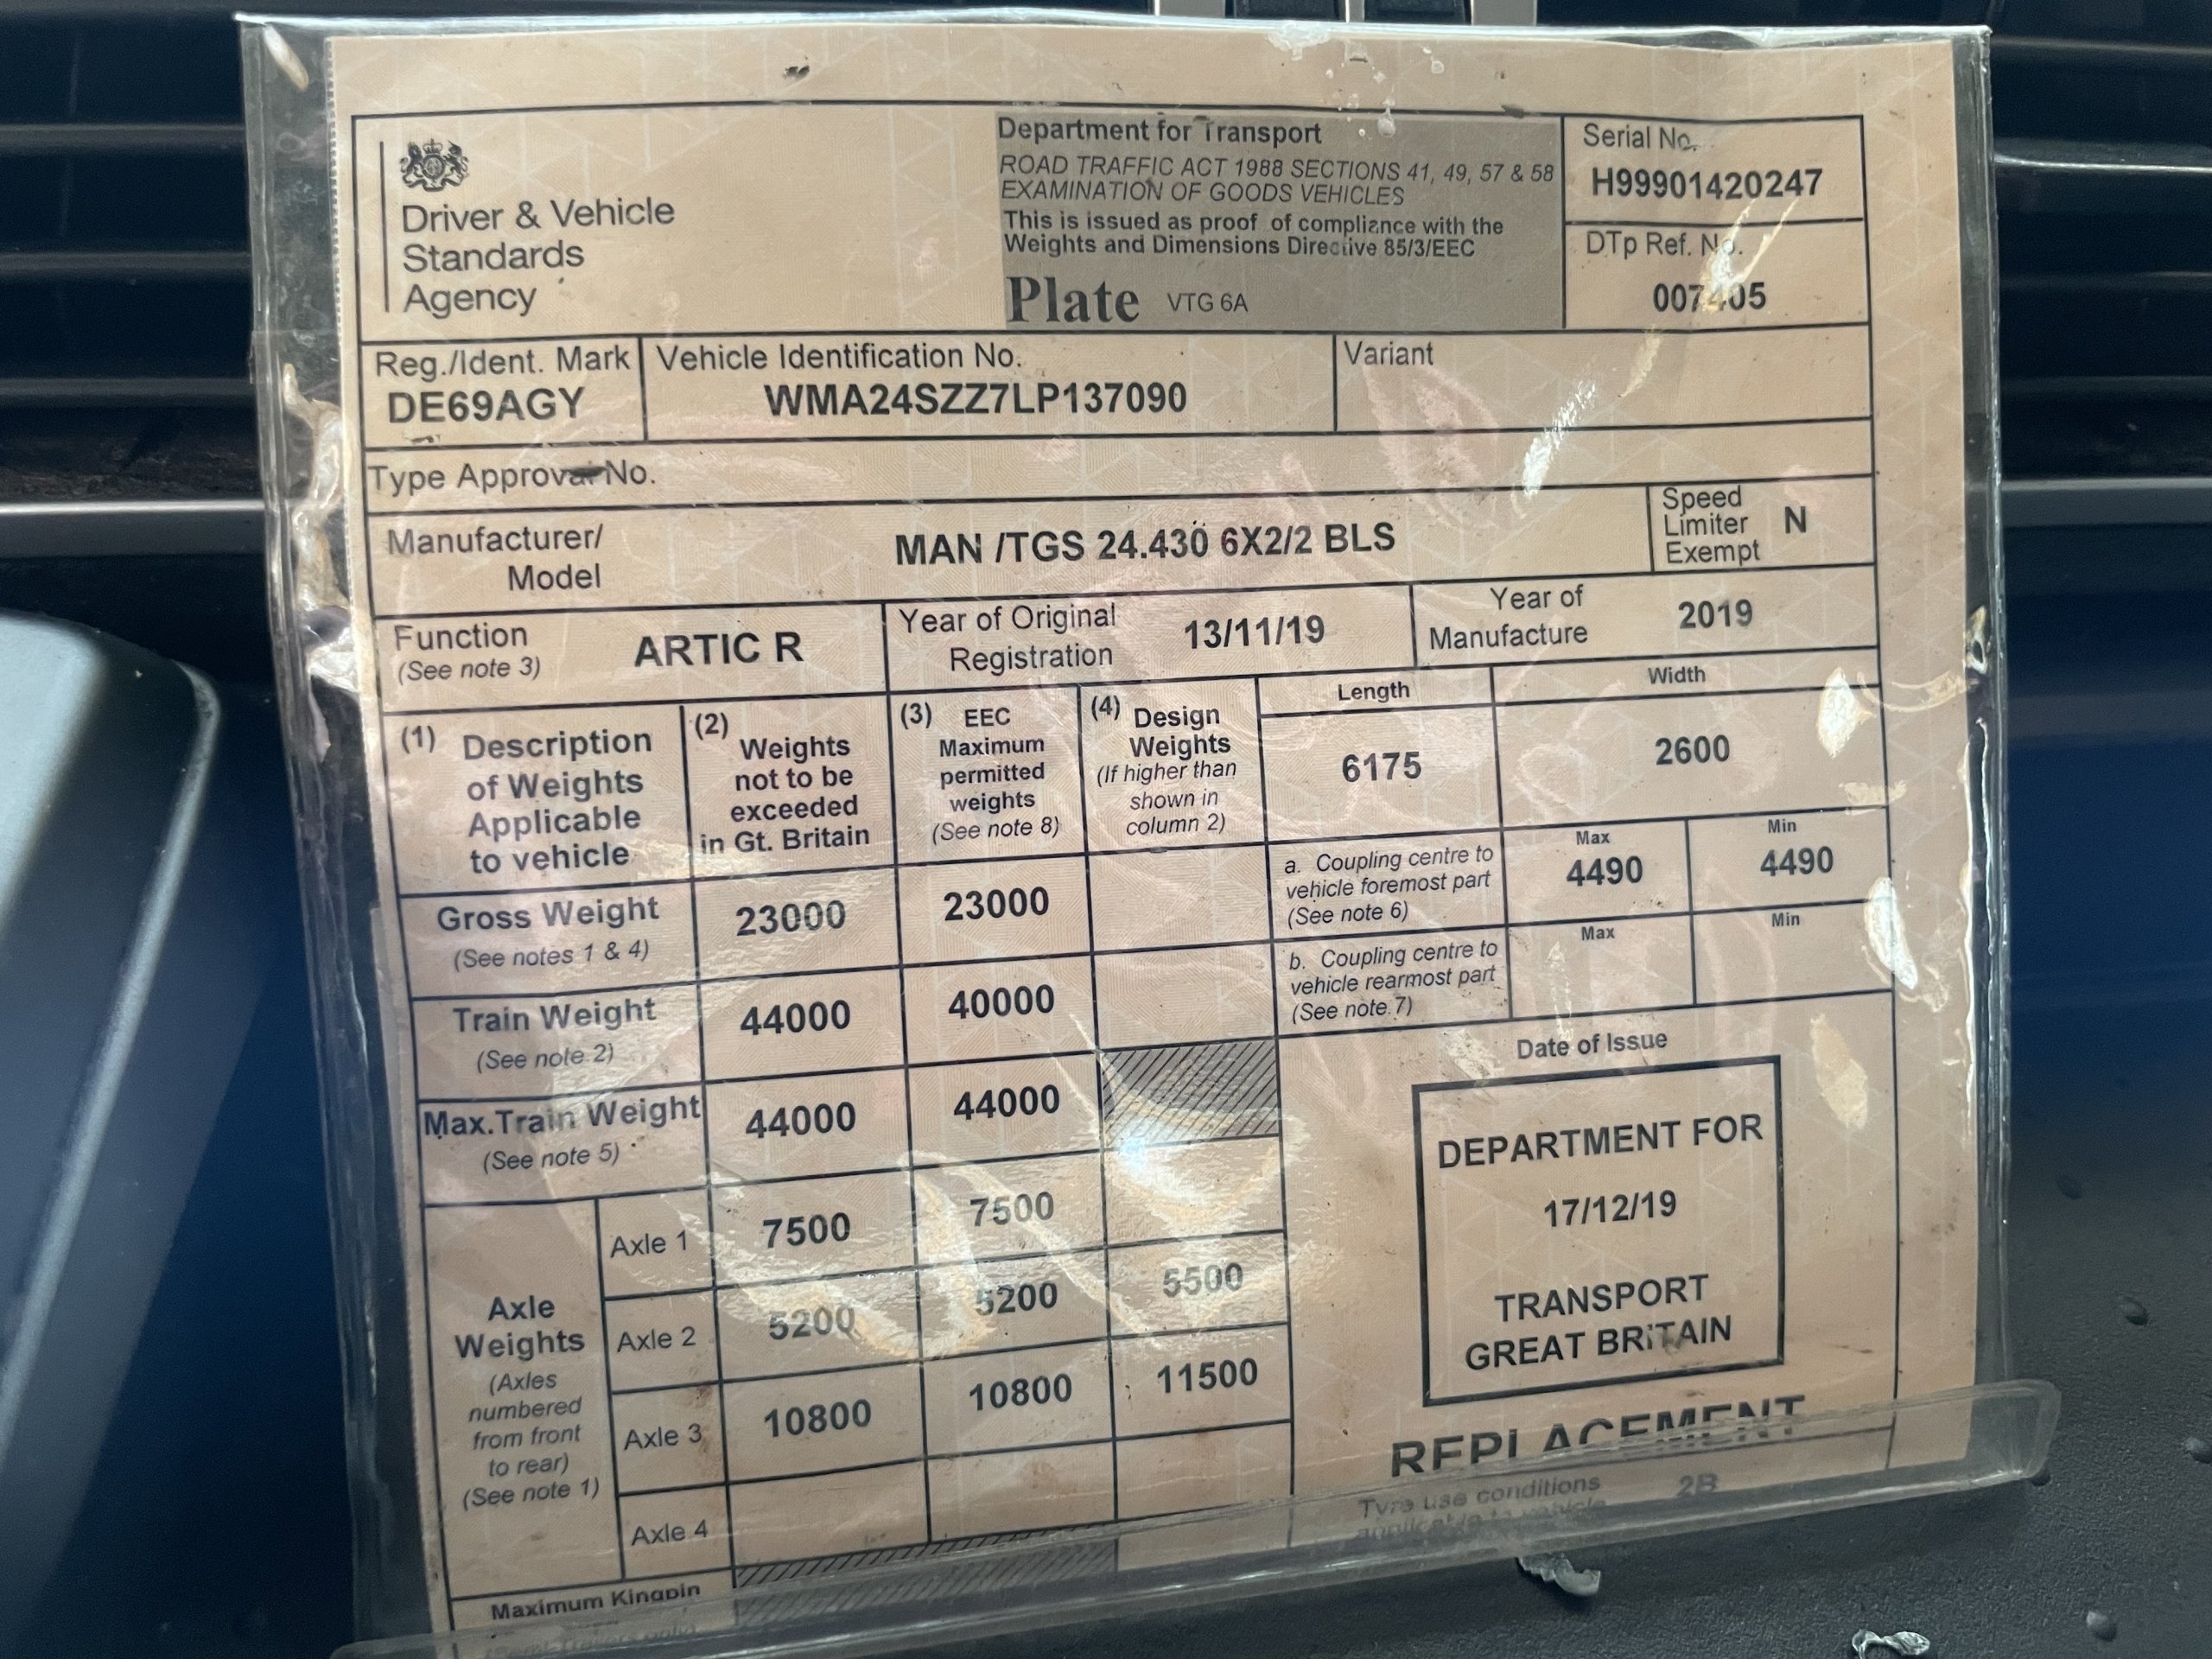 Driver & Vehicle
Standards
Agency
Department for Transport
ROAD TRAFFIC ACT 1988 SECTIONS 41, 49, 57 & 58
EXAMINATION OF GOODS VEHICLES
This is issued as proof of compliance with the
Weights and Dimensions Directive 85/3/EEC
Plate VTG 6A
Serial No.
H99901420247
DTp Ref. No.
007405
Reg./Ident. Mark
DE69AGY
Vehicle Identification No.
WMA24SZZ7LP137090
Variant
Type Approval No.
Manufacturer/
Model
MAN /TGS 24.430 6X2/2 BLS
Speed
Limiter
Exempt
N
Function
(See note 3)
ARTIC R
Year of Original
Registration
13/11/19
Year of
Manufacture
2019
(1) Description
of Weights
Applicable
to vehicle
(2)
Weights
not to be
exceeded
in Gt. Britain
(3) EEC
Maximum
permitted
weights
(See note 8)
(4) Design
Weights
(If higher than
shown in
column 2)
Length
6175
Width
2600
a. Coupling centre to
vehicle foremost part
(See note 6)
Max
4490
Min
4490
b. Coupling centre to
vehicle rearmost part
(See note 7)
Max
Min
Gross Weight
(See notes 1 & 4)
23000
23000
Train Weight
(See note 2)
44000
40000
Max.Train Weight
(See note 5)
44000
44000
Axle
Weights
(Axles
numbered
from front
to rear)
(See note 1)
Axle 1
7500
7500
Axle 2
5200
5200
5500
Axle 3
10800
10800
11500
Axle 4
Date of Issue
DEPARTMENT FOR
17/12/19
TRANSPORT
GREAT BRITAIN
REPLACEMENT
Tyre use conditions
applicable to vehicle
2B
Maximum Kingpin